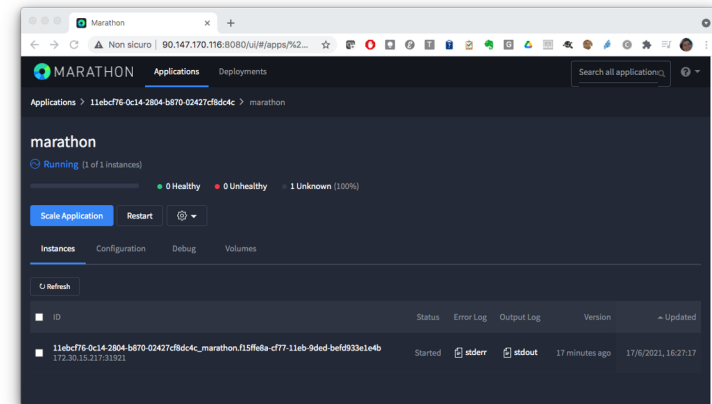 Marathon
Non sicuro | 90.147.170.116:8080/ui/#/apps/%2...
MARATHON Applications Deployments Search all applications
Applications > 11ebcf76-0c14-2804-b870-02427cf8dc4c > marathon
marathon
Running (1 of 1 instances)
0 Healthy 0 Unhealthy 1 Unknown (100%)
Scale Application Restart
Instances Configuration Debug Volumes
Refresh
ID Status Error Log Output Log Version Updated
11ebcf76-0c14-2804-b870-02427cf8dc4c_marathon.f15ffe8a-cf77-11eb-9ded-befd933e1e4b
172.30.15.217:31921
Started stderr stdout 17 minutes ago 17/6/2021, 16:27:17